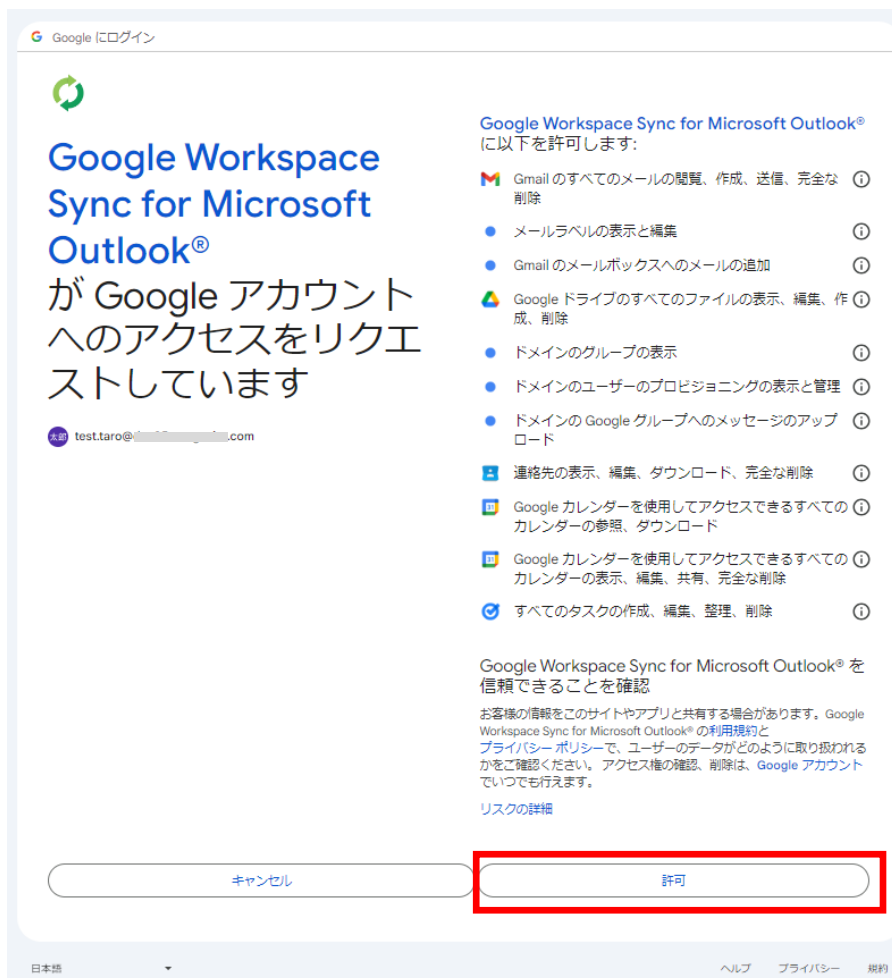 Google にログイン
Google Workspace
Sync for Microsoft
Outlook®
が Google アカウント
へのアクセスをリクエ
ストしています
太郎 test.taro@ .com
Google Workspace Sync for Microsoft Outlook®
に以下を許可します:
Gmail のすべてのメールの閲覧、作成、送信、完全な
削除
メールラベルの表示と編集
Gmail のメールボックスへのメールの追加
Google ドライブのすべてのファイルの表示、編集、作
成、削除
ドメインのグループの表示
ドメインのユーザーのプロビジョニングの表示と管理
ドメインの Google グループへのメッセージのアップ
ロード
連絡先の表示、編集、ダウンロード、完全な削除
Google カレンダーを使用してアクセスできるすべての
カレンダーの参照、ダウンロード
Google カレンダーを使用してアクセスできるすべての
カレンダーの表示、編集、共有、完全な削除
すべてのタスクの作成、編集、整理、削除
Google Workspace Sync for Microsoft Outlook® を
信頼できることを確認
お客様の情報をこのサイトやアプリと共有する場合があります。Google
Workspace Sync for Microsoft Outlook® の利用規約と
プライバシー ポリシーで、ユーザーのデータがどのように取り扱われる
かをご確認ください。 アクセス権の確認、削除は、Google アカウント
でいつでも行えます。
リスクの詳細
キャンセル
許可
日本語
ヘルプ プライバシー 規約